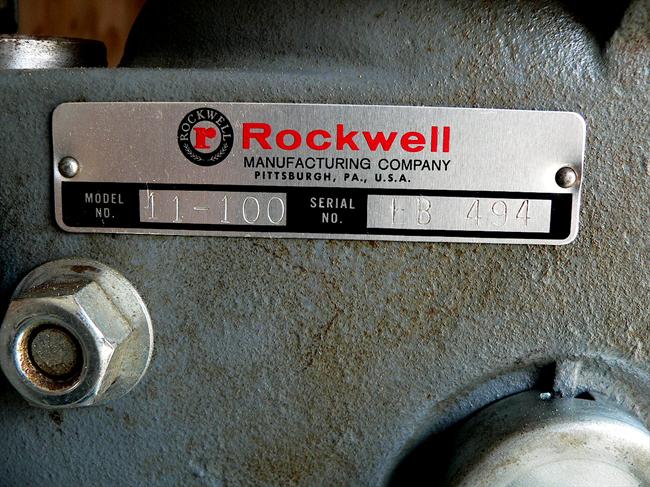 ROCKWELL
r
Rockwell
MANUFACTURING COMPANY
PITTSBURGH, PA., U.S.A.
MODEL NO. 11-100 SERIAL NO. 494